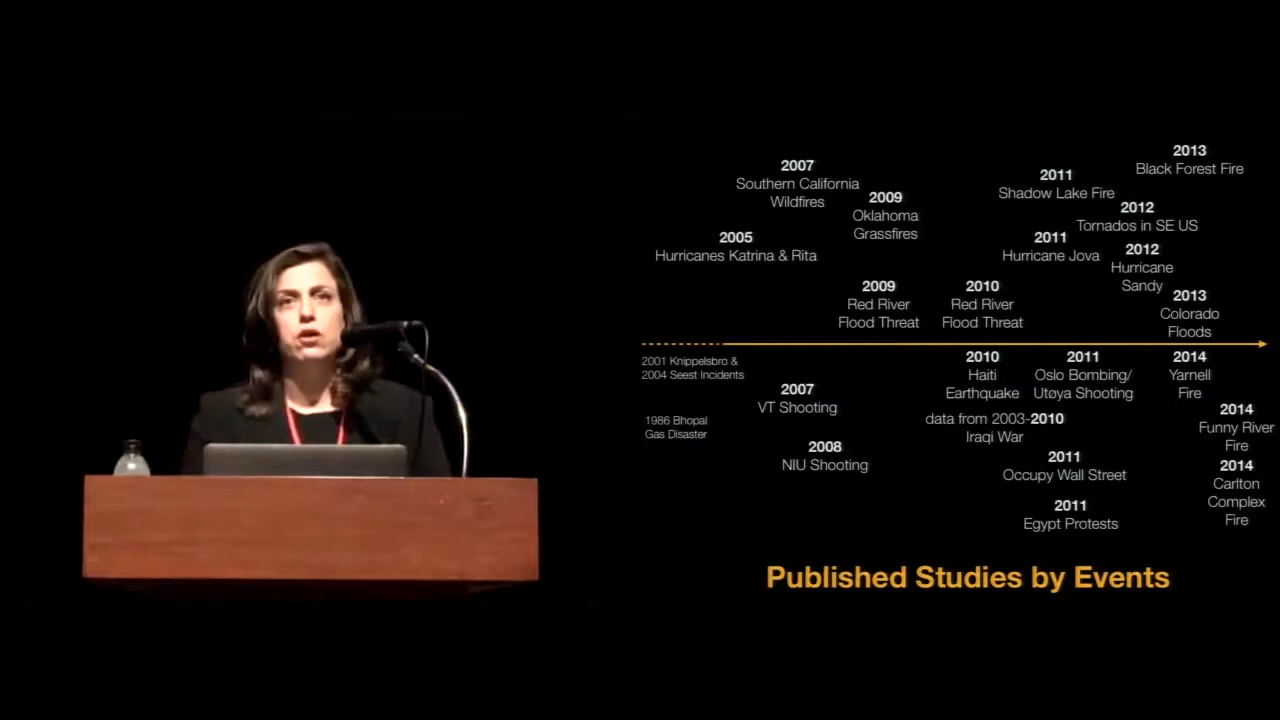 2013
Black Forest Fire
2007
Southern California
Wildfires
2011
Shadow Lake Fire
2009
Oklahoma
Grassfires
2012
Tornados in SE US
2005
Hurricanes Katrina & Rita
2011
Hurricane Jova
2012
Hurricane
Sandy
2009
Red River
Flood Threat
2010
Red River
Flood Threat
2013
Colorado
Floods
2001 Knippelsbro &
2004 Seest Incidents
2010
Haiti
Earthquake
2011
Oslo Bombing/
Utøya Shooting
2014
Yarnell
Fire
2007
VT Shooting
1986 Bhopal
Gas Disaster
data from 2003-2010
Iraqi War
2014
Funny River
Fire
2008
NIU Shooting
2011
Occupy Wall Street
2014
Carlton
Complex
Fire
2011
Egypt Protests
Published Studies by Events